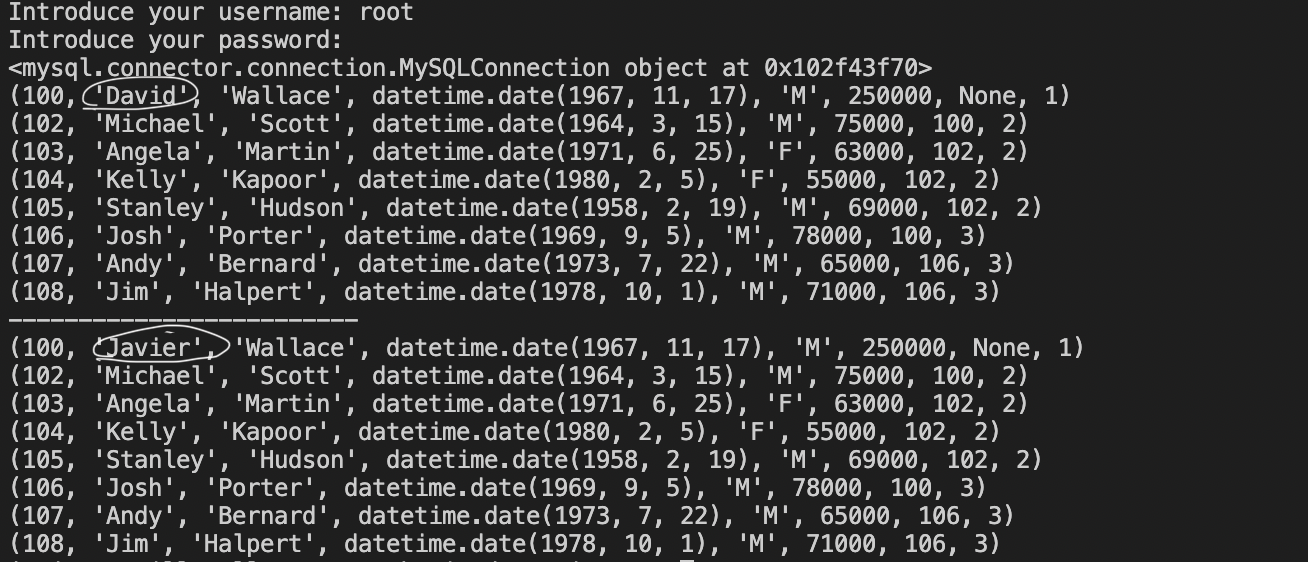 Introduce your username: root
Introduce your password:
<mysql.connector.connection.MySQLConnection object at 0x102f43f70>
(100, 'David', 'Wallace', datetime.date(1967, 11, 17), 'M', 250000, None, 1)
(102, 'Michael', 'Scott', datetime.date(1964, 3, 15), 'M', 75000, 100, 2)
(103, 'Angela', 'Martin', datetime.date(1971, 6, 25), 'F', 63000, 102, 2)
(104, 'Kelly', 'Kapoor', datetime.date(1980, 2, 5), 'F', 55000, 102, 2)
(105, 'Stanley', 'Hudson', datetime.date(1958, 2, 19), 'M', 69000, 102, 2)
(106, 'Josh', 'Porter', datetime.date(1969, 9, 5), 'M', 78000, 100, 3)
(107, 'Andy', 'Bernard', datetime.date(1973, 7, 22), 'M', 65000, 106, 3)
(108, 'Jim', 'Halpert', datetime.date(1978, 10, 1), 'M', 71000, 106, 3)
-------------------------
(100, 'Javier', 'Wallace', datetime.date(1967, 11, 17), 'M', 250000, None, 1)
(102, 'Michael', 'Scott', datetime.date(1964, 3, 15), 'M', 75000, 100, 2)
(103, 'Angela', 'Martin', datetime.date(1971, 6, 25), 'F', 63000, 102, 2)
(104, 'Kelly', 'Kapoor', datetime.date(1980, 2, 5), 'F', 55000, 102, 2)
(105, 'Stanley', 'Hudson', datetime.date(1958, 2, 19), 'M', 69000, 102, 2)
(106, 'Josh', 'Porter', datetime.date(1969, 9, 5), 'M', 78000, 100, 3)
(107, 'Andy', 'Bernard', datetime.date(1973, 7, 22), 'M', 65000, 106, 3)
(108, 'Jim', 'Halpert', datetime.date(1978, 10, 1), 'M', 71000, 106, 3)